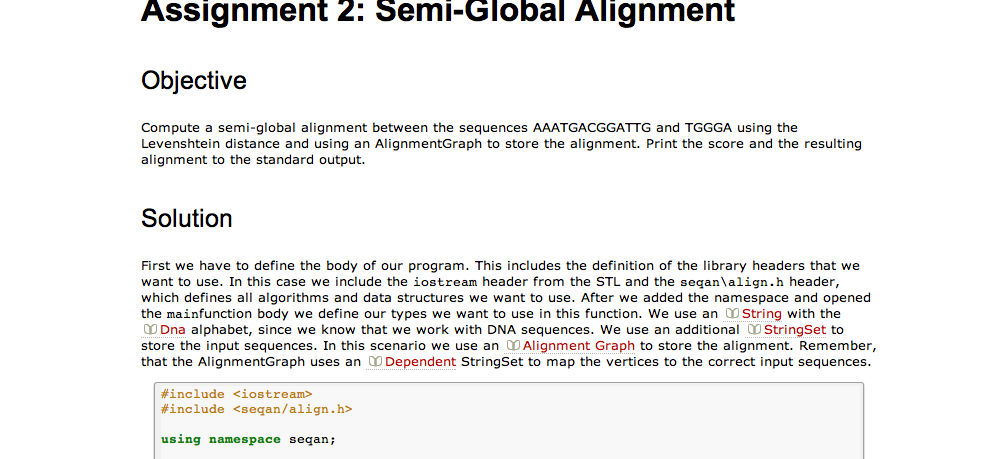 Assignment 2: Semi-Global Alignment
Objective
Compute a semi-global alignment between the sequences AAATGACGGATTG and TGGGA using the
Levenshtein distance and using an AlignmentGraph to store the alignment. Print the score and the resulting
alignment to the standard output.
Solution
First we have to define the body of our program. This includes the definition of the library headers that we
want to use. In this case we include the iostream header from the STL and the seqan\align.h header,
which defines all algorithms and data structures we want to use. After we added the namespace and opened
the mainfunction body we define our types we want to use in this function. We use an String with the
Dna alphabet, since we know that we work with DNA sequences. We use an additional StringSet to
store the input sequences. In this scenario we use an Alignment Graph to store the alignment. Remember,
that the AlignmentGraph uses an Dependent StringSet to map the vertices to the correct input sequences.
#include <iostream>
#include <seqan/align.h>
using namespace seqan;